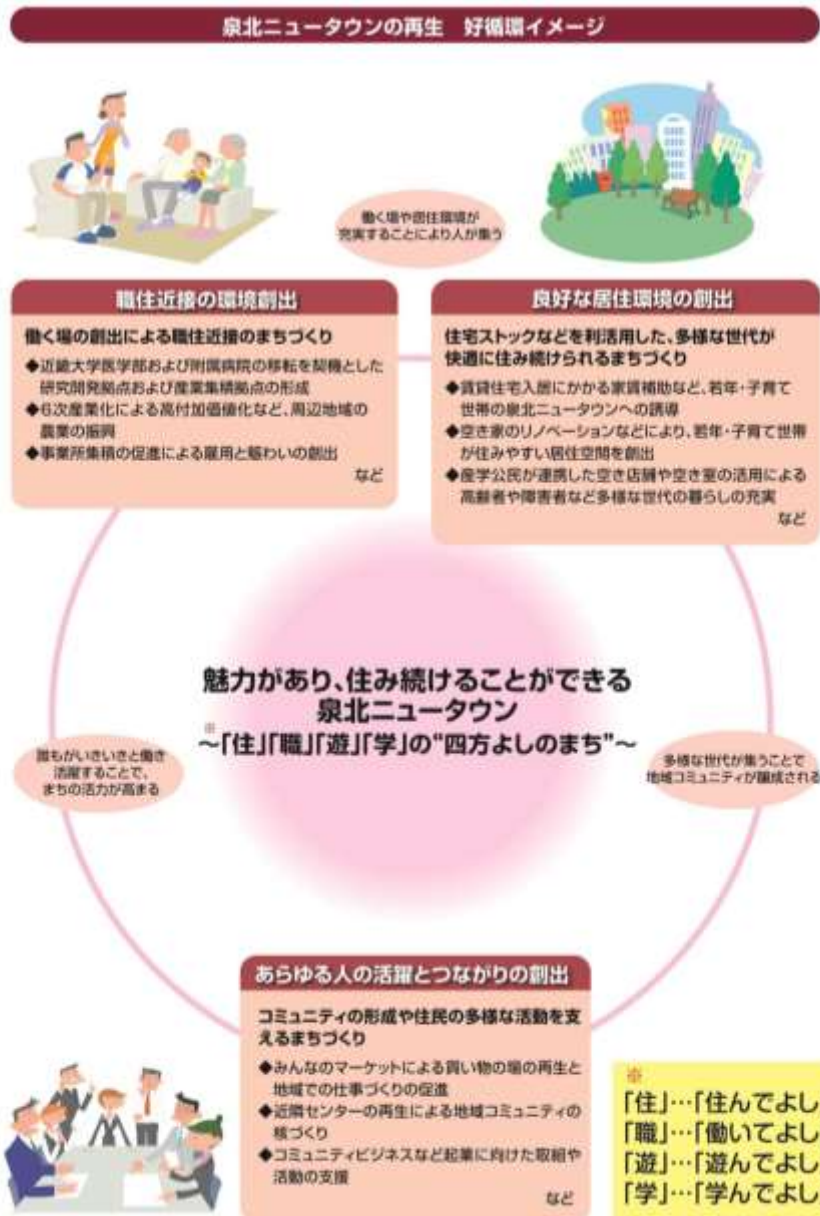 泉北ニュータウンの再生 好循環イメージ
働く場や居住環境が
充実することにより人が集う
職住近接の環境創出
働く場の創出による職住近接のまちづくり
◆近畿大学医学部および附属病院の移転を契機とした
研究開発拠点および産業集積拠点の形成
◆6次産業化による高付加価値化など、周辺地域の
農業の振興
◆事業所集積の促進による雇用と賑わいの創出
など
良好な居住環境の創出
住宅ストックなどを利活用した、多様な世代が
快適に住み続けられるまちづくり
◆賃貸住宅入居にかかる家賃補助など、若年・子育て
世帯の泉北ニュータウンへの誘導
◆空き家のリノベーションなどにより、若年・子育て世帯
が住みやすい居住空間を創出
◆産学公民が連携した空き店舗や空き室の活用による
高齢者や障害者など多様な世代の暮らしの充実
など
魅力があり、住み続けることができる
泉北ニュータウン
※
～「住」「職」「遊」「学」の“四方よしのまち”～
誰もがいきいきと働き
活躍することで、
まちの活力が高まる
多様な世代が集うことで
地域コミュニティが醸成される
あらゆる人の活躍とつながりの創出
コミュニティの形成や住民の多様な活動を支
えるまちづくり
◆みんなのマーケットによる買い物の場の再生と
地域での仕事づくりの促進
◆近隣センターの再生による地域コミュニティの
核づくり
◆コミュニティビジネスなど起業に向けた取組や
活動の支援
など
※
「住」…「住んでよし
「職」…「働いてよし
「遊」…「遊んでよし
「学」…「学んでよし